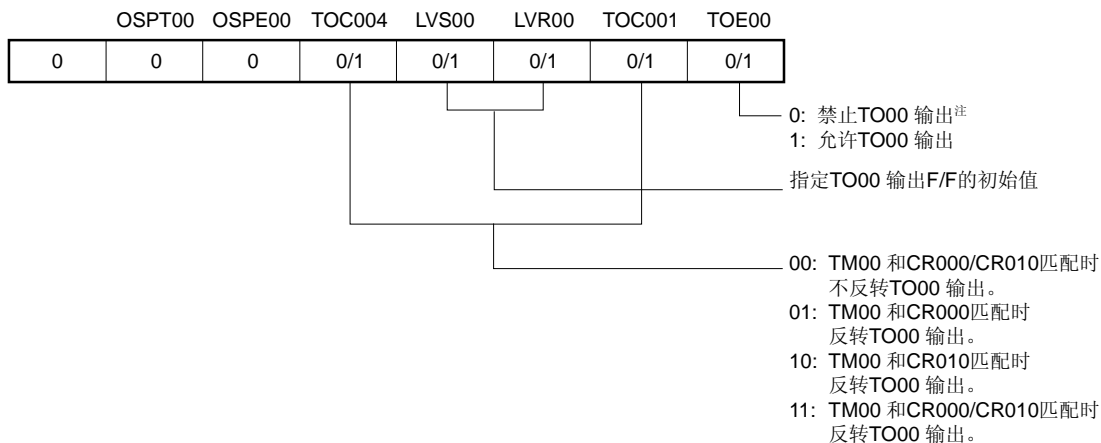 OSPT00 OSPE00 TOC004 LVS00 LVR00 TOC001 TOE00
0 0 0 0/1 0/1 0/1 0/1 0/1
0: 禁止TO00 输出注
1: 允许TO00 输出
指定TO00 输出F/F的初始值
00: TM00 和CR000/CR010匹配时
不反转TO00 输出。
01: TM00 和CR000匹配时
反转TO00 输出。
10: TM00 和CR010匹配时
反转TO00 输出。
11: TM00 和CR000/CR010匹配时
反转TO00 输出。